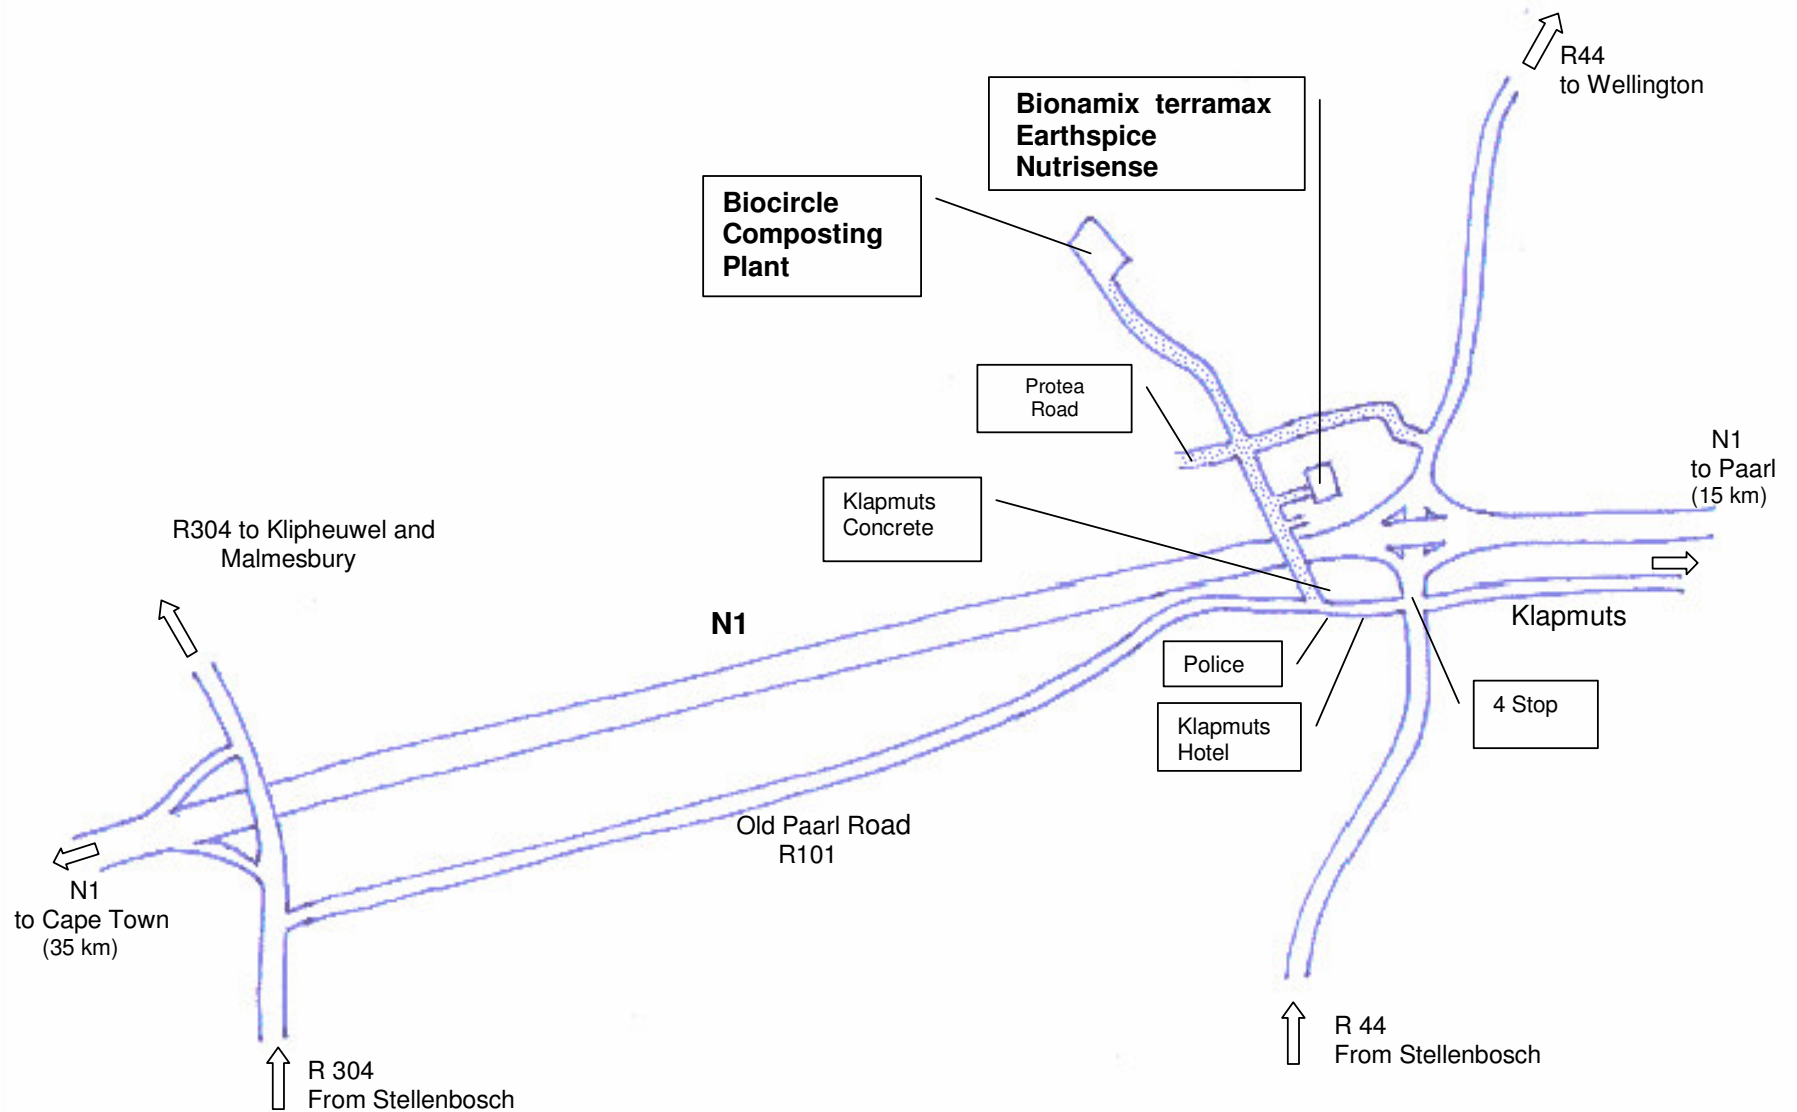 R44
to Wellington
Bionamix terramax
Earthspice
Nutrisense
Biocircle
Composting
Plant
Protea
Road
N1
to Paarl
(15 km)
Klapmuts
Concrete
R304 to Klipheuwel and
Malmesbury
N1
Klapmuts
Police
4 Stop
Klapmuts
Hotel
Old Paarl Road
R101
N1
to Cape Town
(35 km)
R 44
From Stellenbosch
R 304
From Stellenbosch